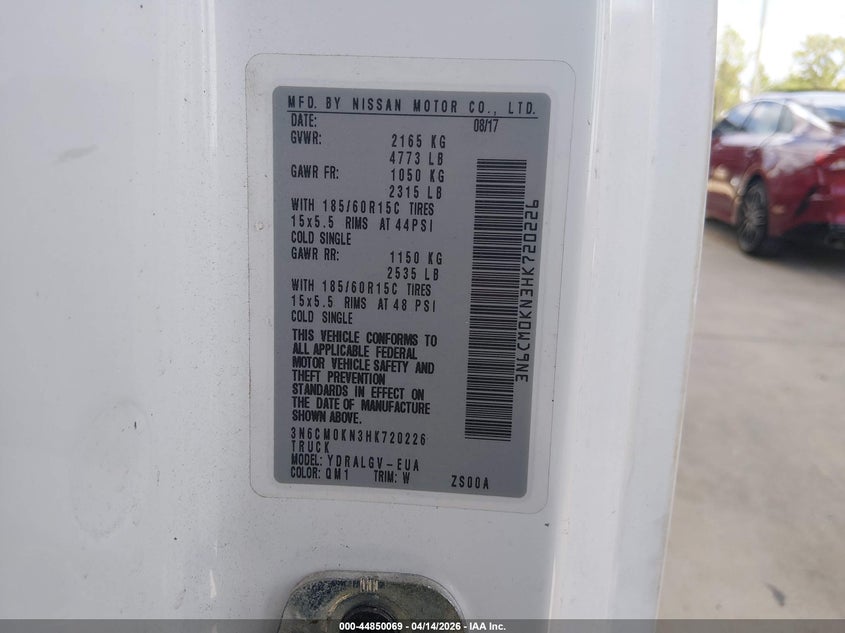 MFD. BY NISSAN MOTOR CO., LTD.
DATE: 08/17
GVWR: 2165 KG
4773 LB
GAWR FR: 1050 KG
2315 LB
WITH 185/60R15C TIRES
15x5.5 RIMS AT 44PSI
COLD SINGLE
GAWR RR: 1150 KG
2535 LB
WITH 185/60R15C TIRES
15x5.5 RIMS AT 48 PSI
COLD SINGLE
THIS VEHICLE CONFORMS TO
ALL APPLICABLE FEDERAL
MOTOR VEHICLE SAFETY AND
THEFT PREVENTION
STANDARDS IN EFFECT ON
THE DATE OF MANUFACTURE
SHOWN ABOVE.
3N6CM0KN3HK720226
TRUCK
MODEL: YDRALGV-EUA
COLOR: QM1 TRIM: W ZS00A
3N6CM0KN3HK720226
000-44850069 | 04/14/2026 - IAA Inc.